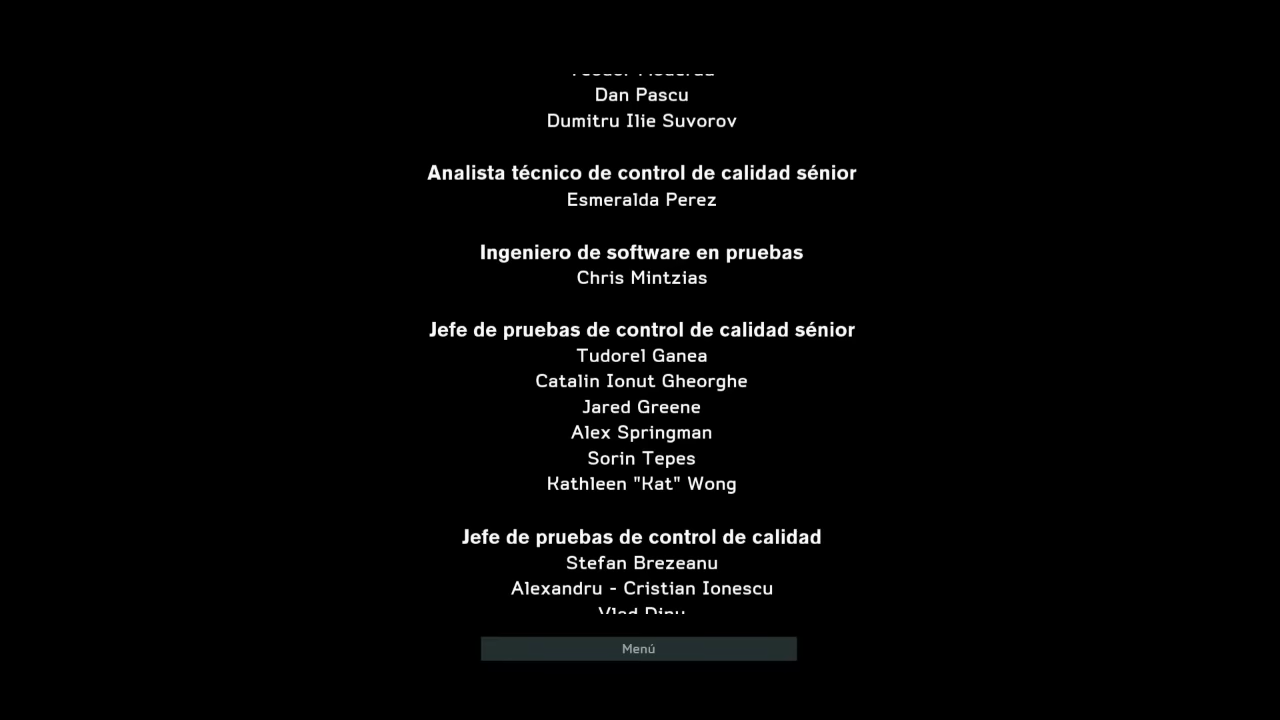 Dan Pascu
Dumitru Ilie Suvorov
Analista técnico de control de calidad sénior
Esmeralda Perez
Ingeniero de software en pruebas
Chris Mintzias
Jefe de pruebas de control de calidad sénior
Tudorel Ganea
Catalin Ionut Gheorghe
Jared Greene
Alex Springman
Sorin Tepes
Kathleen "Kat" Wong
Jefe de pruebas de control de calidad
Stefan Brezeanu
Alexandru - Cristian Ionescu
Vlad Dinu
Menú